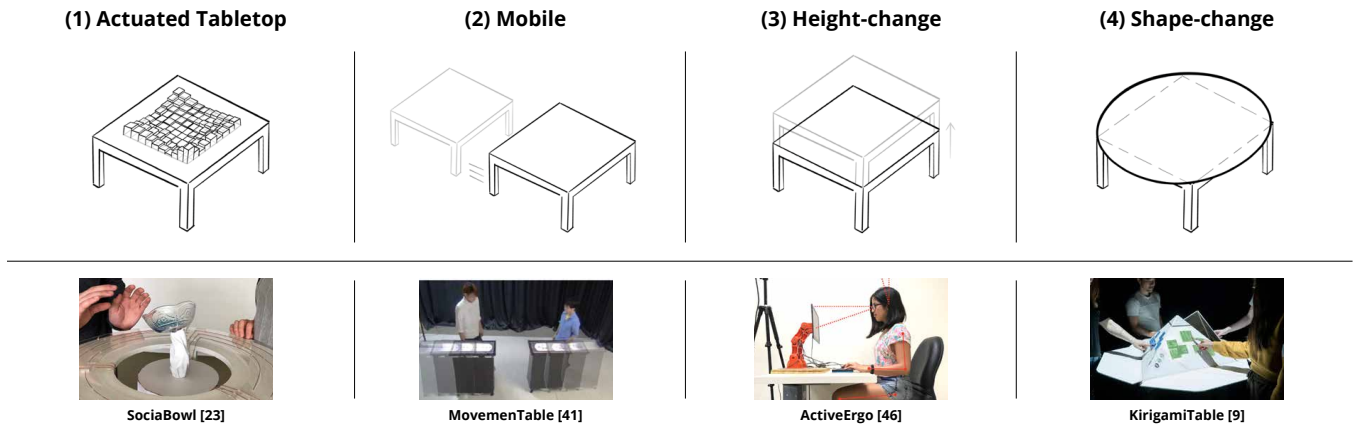 (1) Actuated Tabletop
(2) Mobile
(3) Height-change
(4) Shape-change
SociaBowl [23]
MovemenTable [41]
ActiveErgo [46]
KirigamiTable [9]